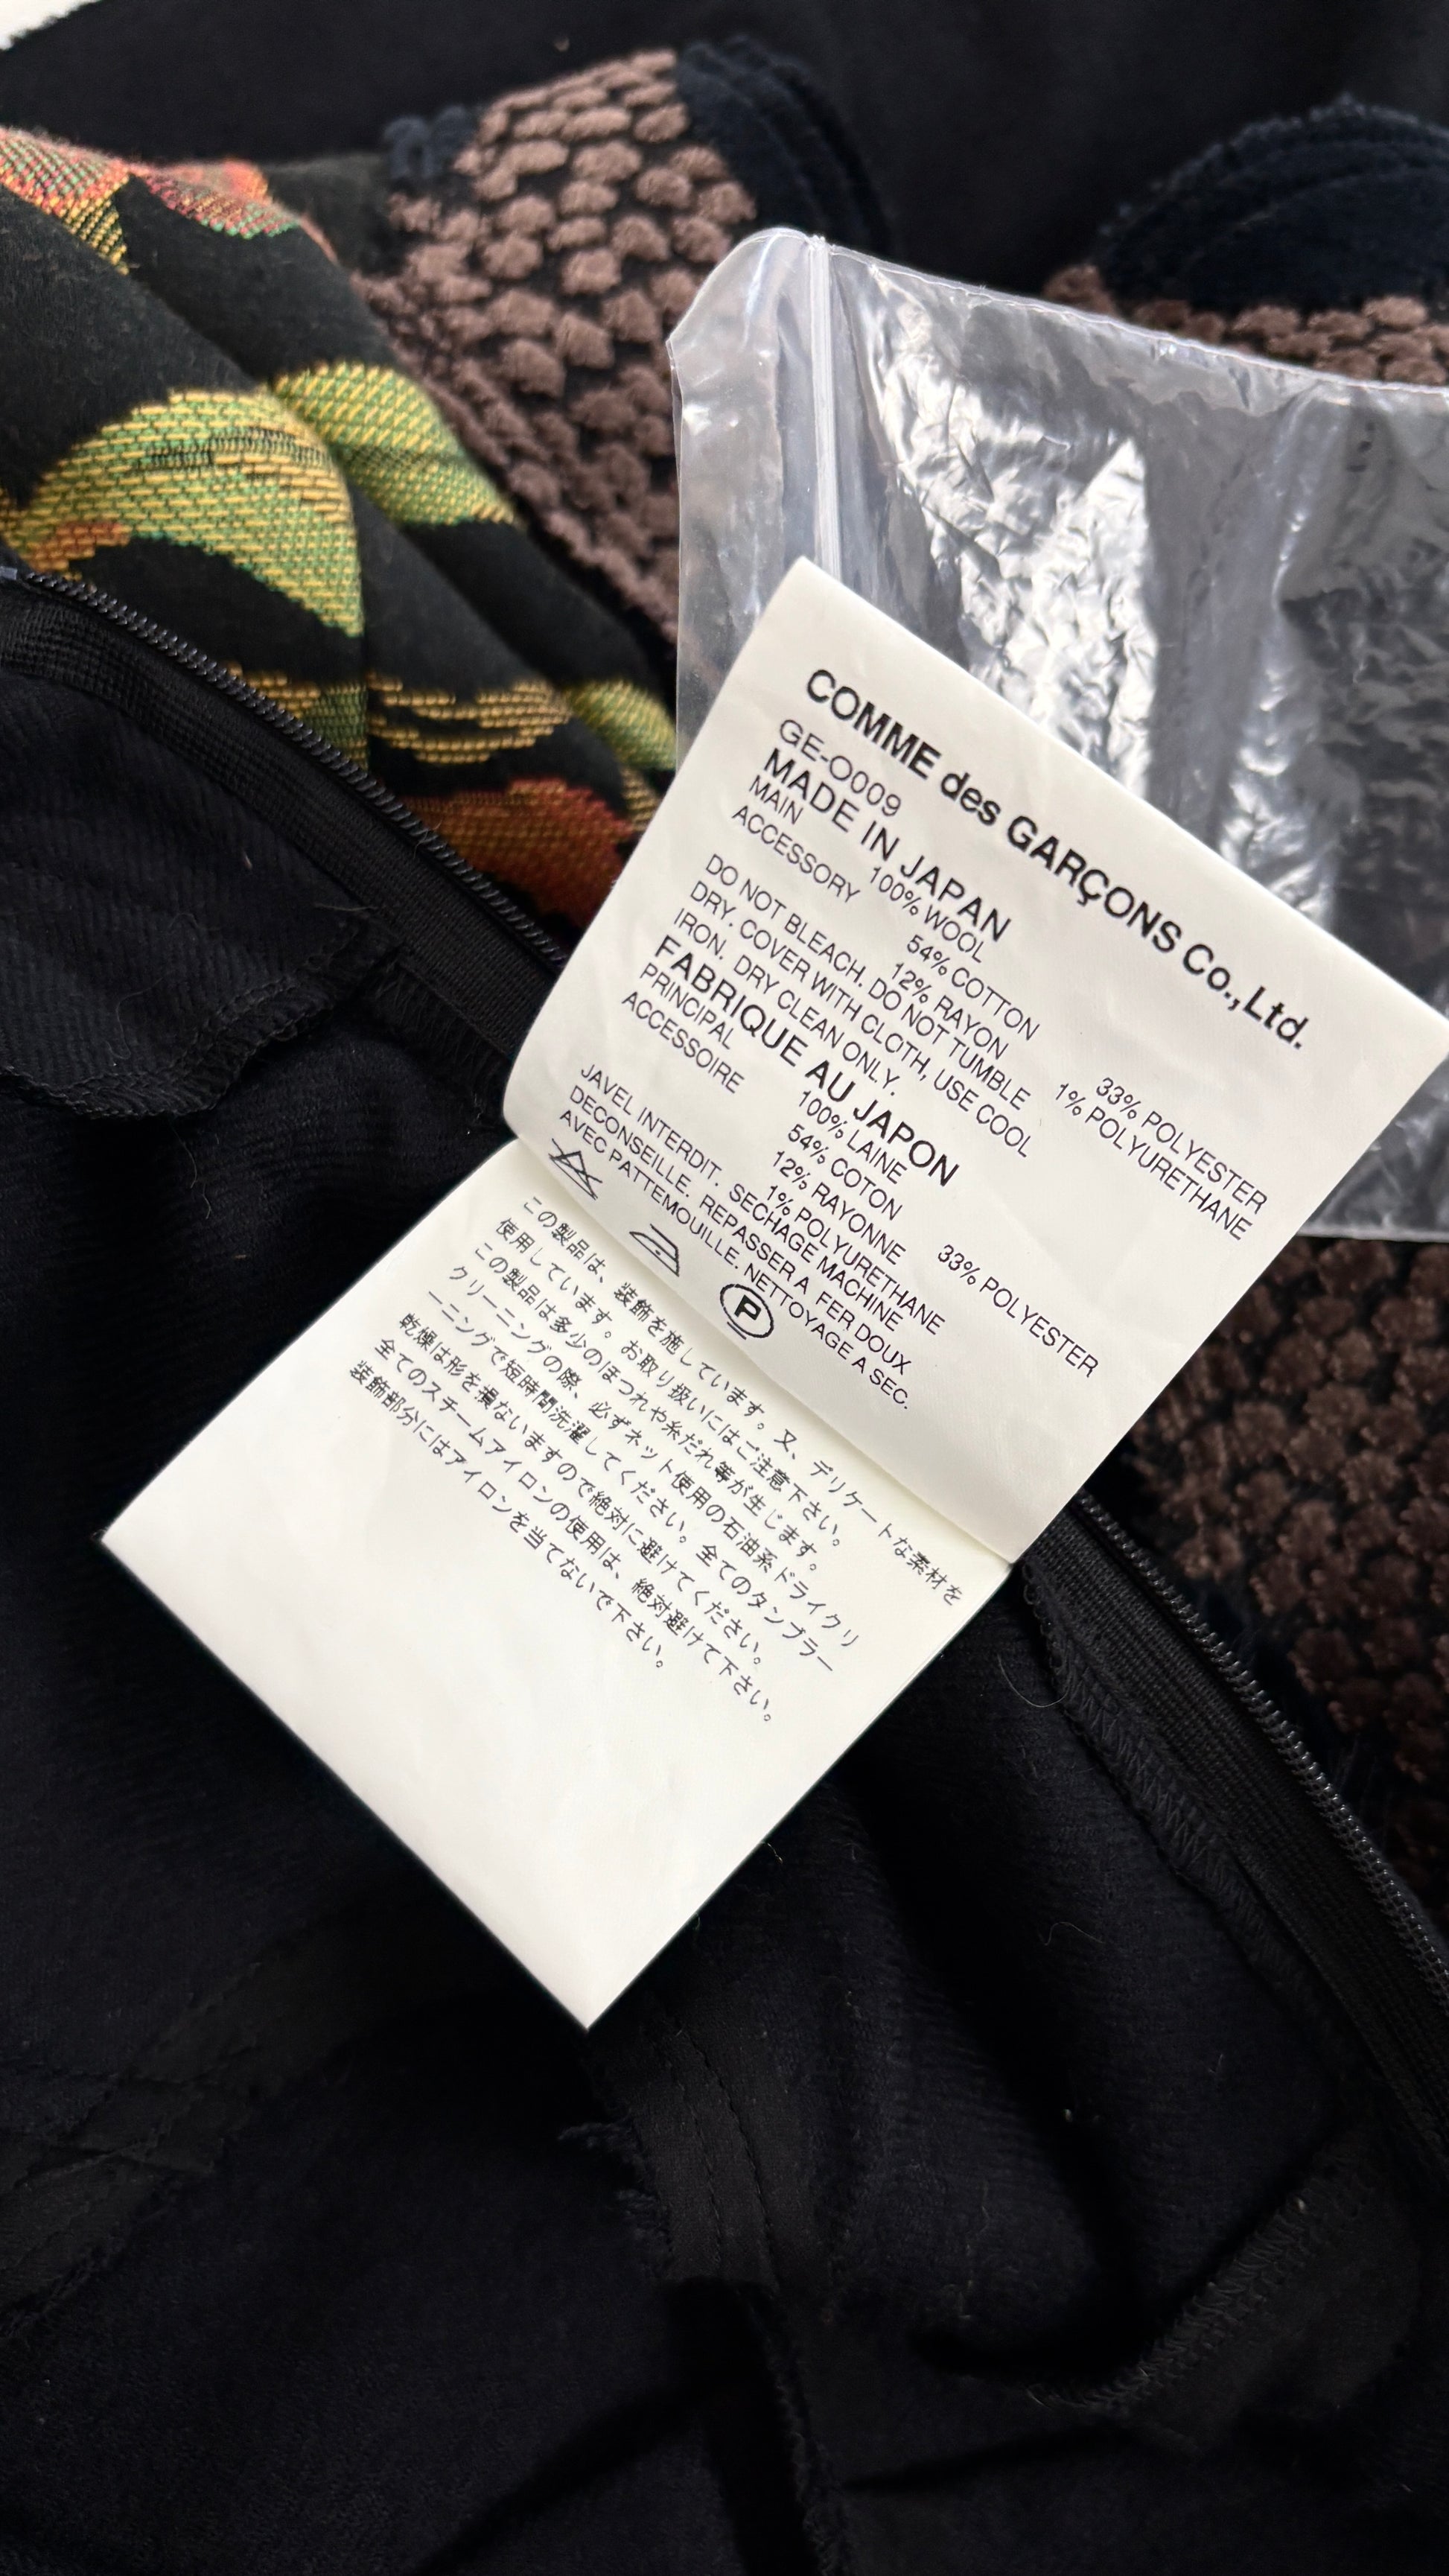 COMME des GARÇONS Co.,Ltd.
GE-O009
MADE IN JAPAN
MAIN 100% WOOL
ACCESSORY 54% COTTON 33% POLYESTER
12% RAYON 1% POLYURETHANE
DO NOT BLEACH. DO NOT TUMBLE
DRY. COVER WITH CLOTH, USE COOL
IRON. DRY CLEAN ONLY.
FABRIQUE AU JAPON
PRINCIPAL 100% LAINE
ACCESSOIRE 54% COTON 33% POLYESTER
12% RAYONNE
1% POLYURETHANE
JAVEL INTERDIT. SECHAGE MACHINE
DECONSEILLE. REPASSER A FER DOUX
AVEC PATTEMOUILLE. NETTOYAGE A SEC.
P
この製品は、装飾を施しています。又、デリケートな素材を
使用しています。お取り扱いにはご注意下さい。
この製品は多少のほつれや糸だれ等が生じます。
クリーニングの際、必ずネット使用の石油系ドライクリ
ーニングで短時間洗濯してください。全てのタンブラー
乾燥は形を損ないますので絶対に避けてください。
全てのスチームアイロンの使用は、絶対避けて下さい。
装飾部分にはアイロンを当てないで下さい。